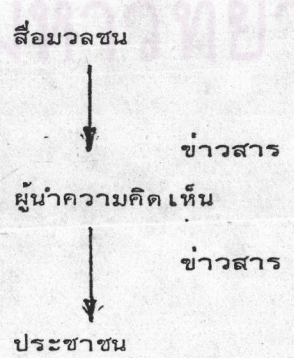 สื่อมวลชน
ข่าวสาร
ผู้นำความคิดเห็น
ข่าวสาร
ประชาชน